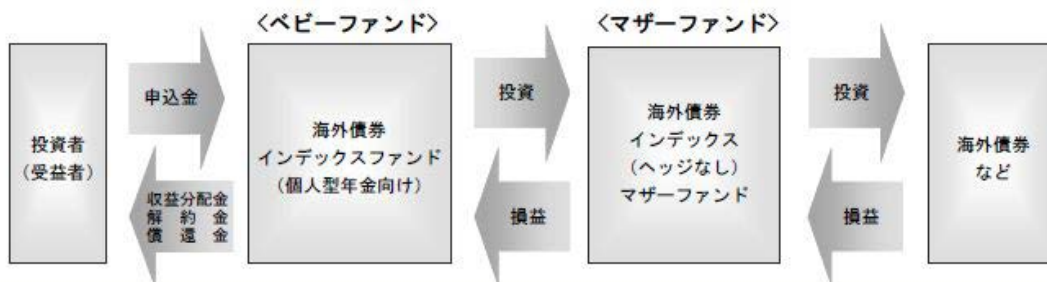 〈ベビーファンド〉
〈マザーファンド〉
投資者
（受益者）
申込金
収益分配金
解約金
償還金
海外債券
インデックスファンド
（個人型年金向け）
投資
損益
海外債券
インデックス
（ヘッジなし）
マザーファンド
投資
損益
海外債券
など